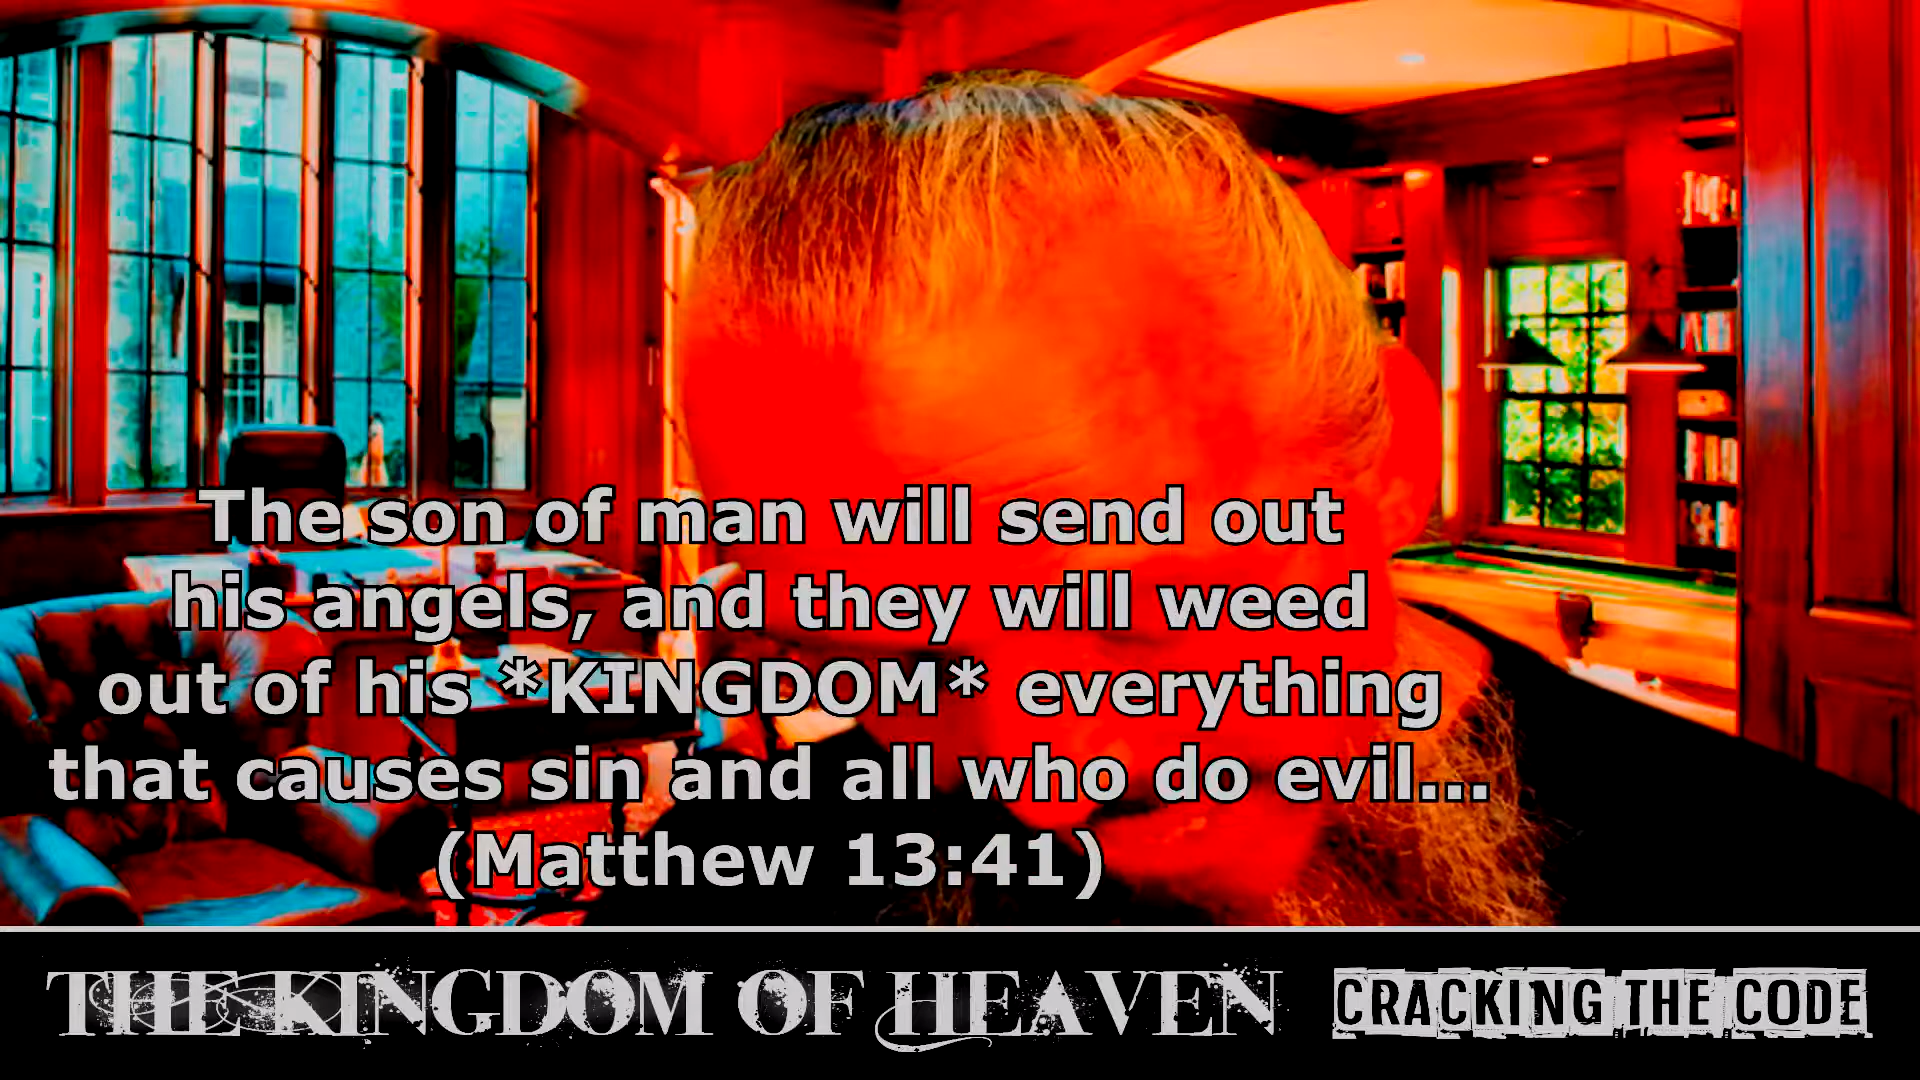 The son of man will send out
his angels, and they will weed
out of his *KINGDOM* everything
that causes sin and all who do evil...
(Matthew 13:41)
THE KINGDOM OF HEAVEN CRACKING THE CODE